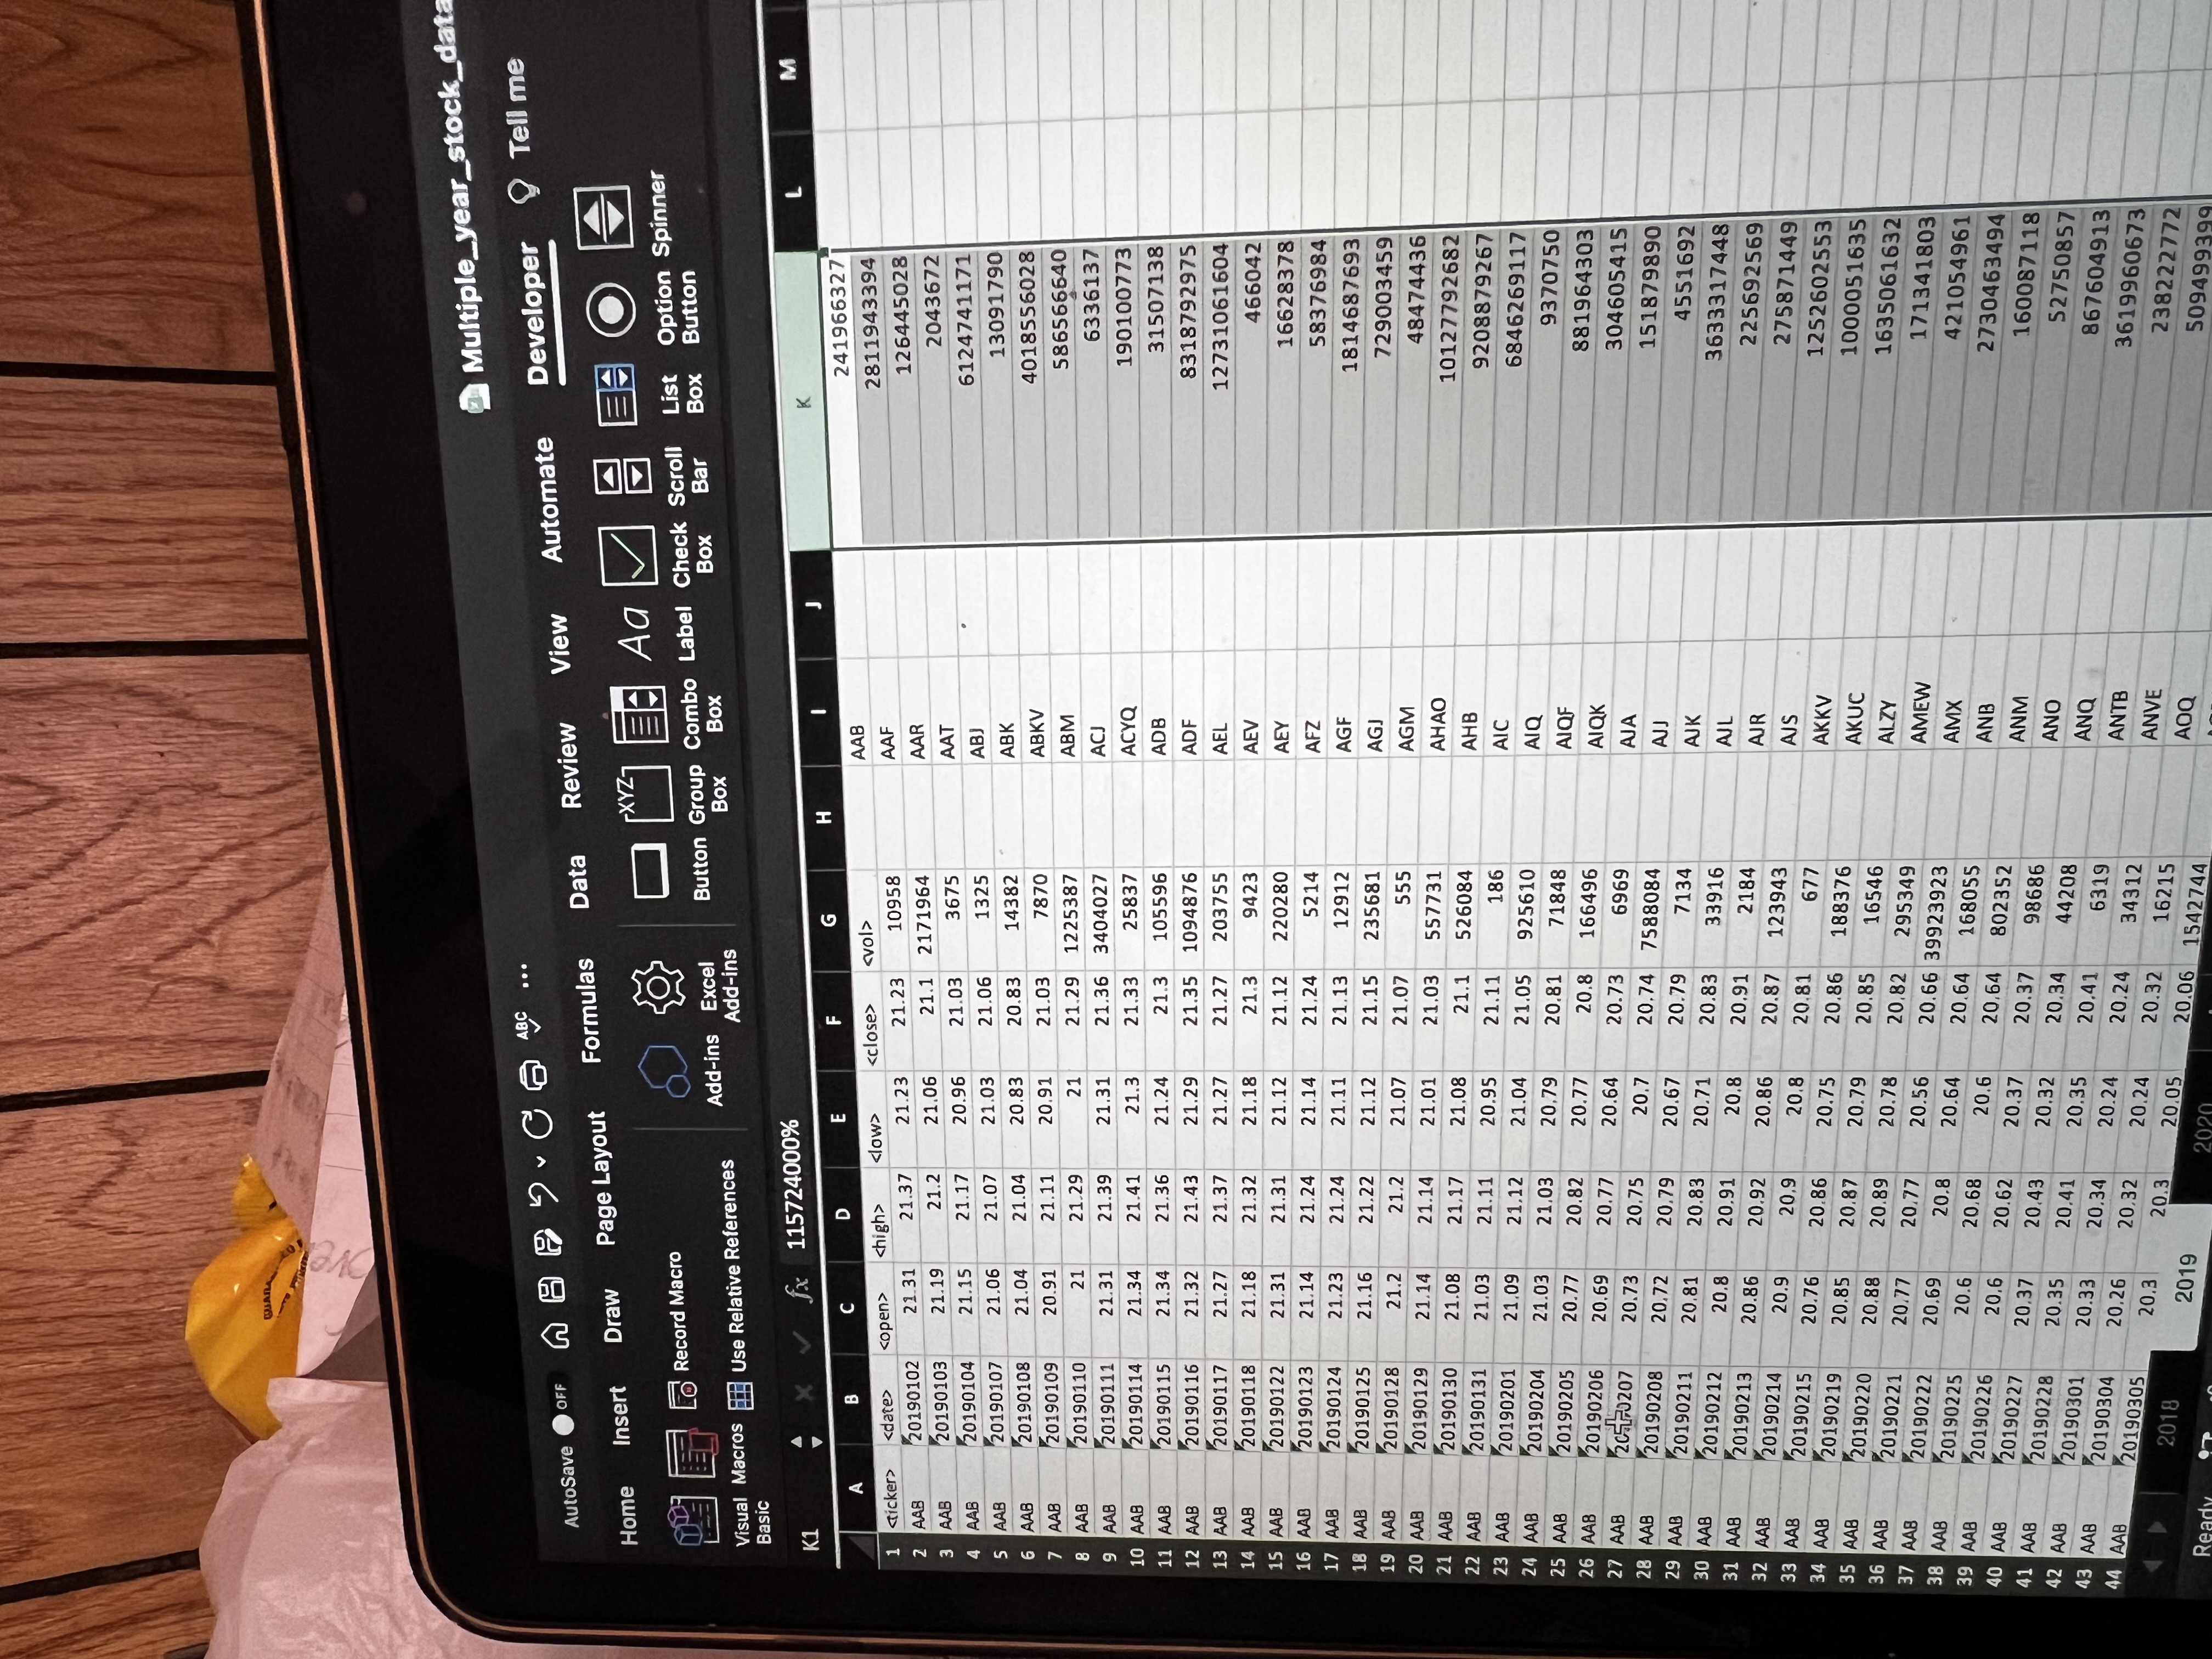 GUARAN
over
Multiple_year_stock_data
AutoSave OFF ABC ...
Home Insert Draw Page Layout Formulas Data Review View Automate Developer Tell me
Visual Basic Macros Record Macro
Use Relative References
Add-ins Excel Add-ins
XYZ Aa
Button Group Box Combo Box Label Check Box Scroll Bar List Box Option Button Spinner
K1 fx 115724000%
A B C D E F G H I J K L M
1 <ticker> <date> <open> <high> <low> <close> <vol> AAB 241966327
2 AAB 20190102 21.31 21.37 21.23 21.23 10958 AAF 2811943394
3 AAB 20190103 21.19 21.2 21.06 21.1 2171964 AAR 126445028
4 AAB 20190104 21.15 21.17 20.96 21.03 3675 AAT 2043672
5 AAB 20190107 21.06 21.07 21.03 21.06 1325 ABJ 6124741171
6 AAB 20190108 21.04 21.04 20.83 20.83 14382 ABK 13091790
7 AAB 20190109 20.91 21.11 20.91 21.03 7870 ABKV 4018556028
8 AAB 20190110 21 21.29 21 21.29 1225387 ABM 586566640
9 AAB 20190111 21.31 21.39 21.31 21.36 3404027 ACJ 6336137
10 AAB 20190114 21.34 21.41 21.3 21.33 25837 ACYQ 190100773
11 AAB 20190115 21.34 21.36 21.24 21.3 105596 ADB 31507138
12 AAB 20190116 21.32 21.43 21.29 21.35 1094876 ADF 8318792975
13 AAB 20190117 21.27 21.37 21.27 21.27 203755 AEL 12731061604
14 AAB 20190118 21.18 21.32 21.18 21.3 9423 AEV 466042
15 AAB 20190122 21.31 21.31 21.12 21.12 220280 AEY 16628378
16 AAB 20190123 21.14 21.24 21.14 21.24 5214 AFZ 58376984
17 AAB 20190124 21.23 21.24 21.11 21.13 12912 AGF 1814687693
18 AAB 20190125 21.16 21.22 21.12 21.15 235681 AGJ 729003459
19 AAB 20190128 21.2 21.2 21.07 21.07 555 AGM 48474436
20 AAB 20190129 21.14 21.14 21.01 21.03 557731 AHAO 10127792682
21 AAB 20190130 21.08 21.17 21.08 21.1 526084 AHB 9208879267
22 AAB 20190131 21.03 21.11 20.95 21.11 186 AIC 6846269117
23 AAB 20190201 21.09 21.12 21.04 21.05 925610 AIQ 9370750
24 AAB 20190204 21.03 21.03 20.79 20.81 71848 AIQF 881964303
25 AAB 20190205 20.77 20.82 20.77 20.8 166496 AIQK 304605415
26 AAB 20190206 20.69 20.77 20.64 20.73 6969 AJA 151879890
27 AAB 20190207 20.73 20.75 20.7 20.74 7588084 AJJ 4551692
28 AAB 20190208 20.72 20.79 20.67 20.79 7134 AJK 3633317448
29 AAB 20190211 20.81 20.83 20.71 20.83 33916 AJL 225692569
30 AAB 20190212 20.8 20.91 20.8 20.91 2184 AJR 275871449
31 AAB 20190213 20.86 20.92 20.86 20.87 123943 AJS 1252602553
32 AAB 20190214 20.9 20.9 20.8 20.81 677 AKKV 1000051635
33 AAB 20190215 20.76 20.86 20.75 20.86 188376 AKUC 1635061632
34 AAB 20190219 20.85 20.87 20.79 20.85 16546 ALZY 171341803
35 AAB 20190220 20.88 20.89 20.78 20.82 295349 AMEW 421054961
36 AAB 20190221 20.77 20.77 20.56 20.66 39923923 AMX 2730463494
37 AAB 20190222 20.69 20.8 20.64 20.64 168055 ANB 160087118
38 AAB 20190225 20.6 20.68 20.6 20.64 802352 ANM 52750857
39 AAB 20190226 20.6 20.62 20.37 20.37 98686 ANO 867604913
40 AAB 20190227 20.37 20.43 20.32 20.34 44208 ANQ 3619960673
41 AAB 20190228 20.35 20.41 20.35 20.41 6319 ANTB 238222772
42 AAB 20190301 20.33 20.34 20.24 20.24 34312 ANVE 509499399
43 AAB 20190304 20.26 20.32 20.24 20.32 16215 AOQ
44 AAB 20190305 20.3 20.3 20.05 20.06 1542744
2018 2019 2020
Ready